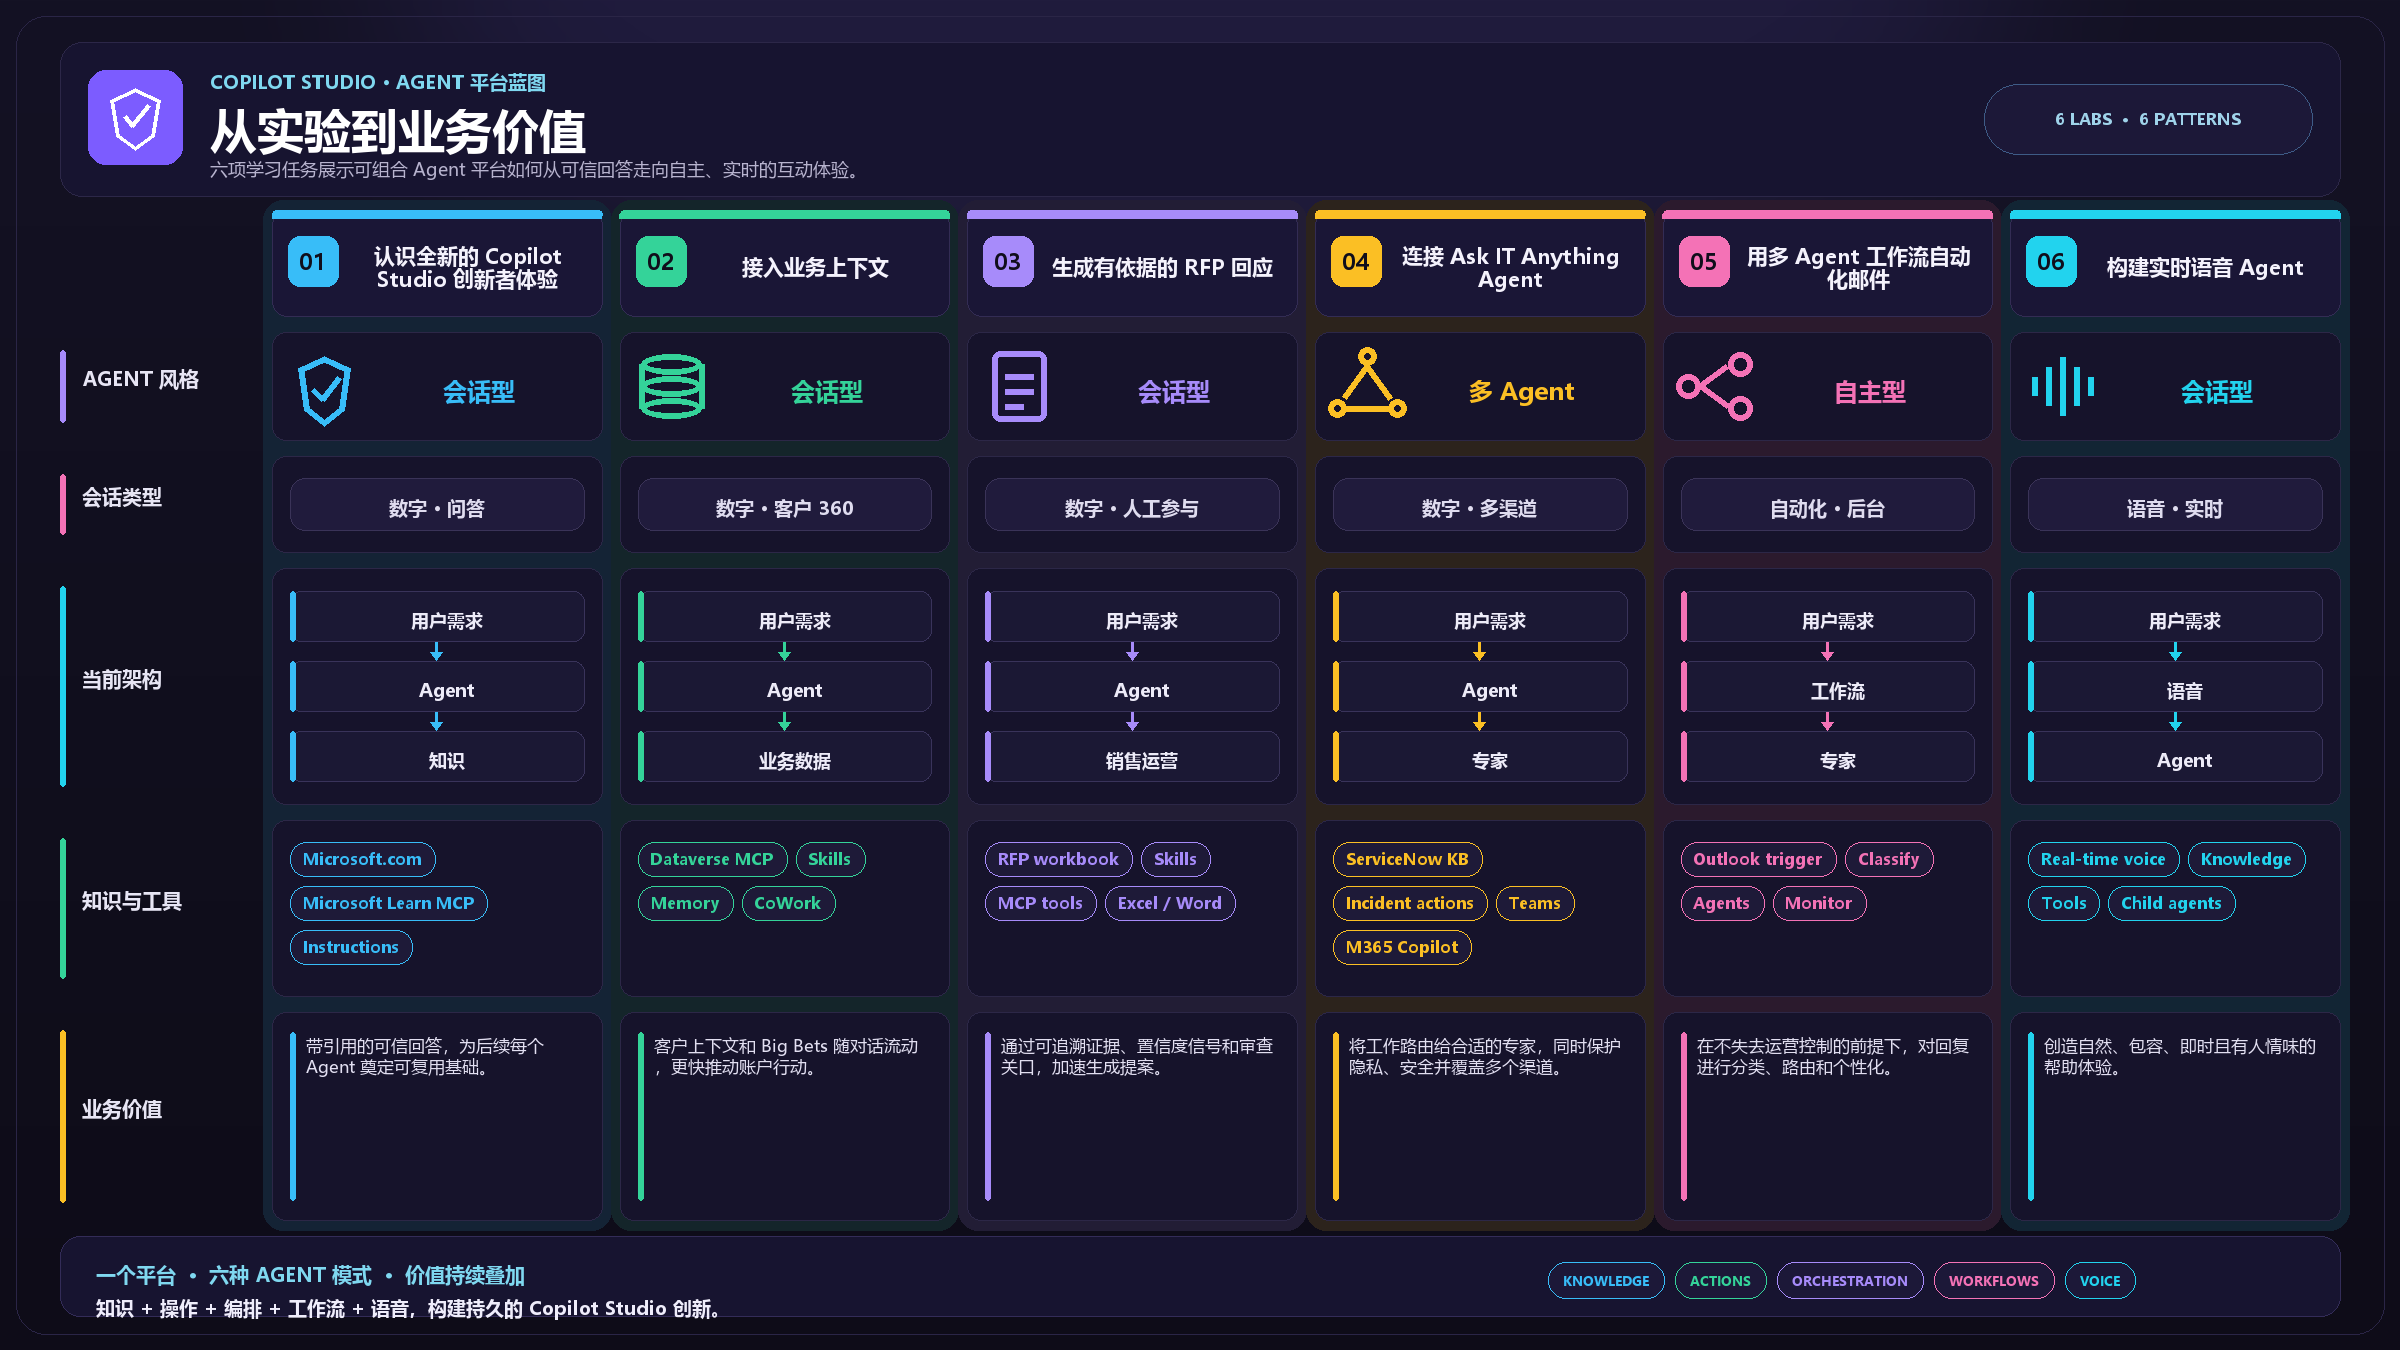 COPILOT STUDIO • AGENT 平台蓝图
从实验到业务价值
六项学习任务展示可组合 Agent 平台如何从可信回答走向自主、实时的互动体验。
6 LABS • 6 PATTERNS
01
认识全新的 Copilot
Studio 创新者体验
02
接入业务上下文
03
生成有依据的 RFP 回应
04
连接 Ask IT Anything
Agent
05
用多 Agent 工作流自动
化邮件
06
构建实时语音 Agent
AGENT 风格
会话型
会话型
会话型
多 Agent
自主型
会话型
会话类型
数字 • 问答
数字 • 客户 360
数字 • 人工参与
数字 • 多渠道
自动化 • 后台
语音 • 实时
当前架构
用户需求
Agent
知识
用户需求
Agent
业务数据
用户需求
Agent
销售运营
用户需求
Agent
专家
用户需求
工作流
专家
用户需求
语音
Agent
知识与工具
Microsoft.com
Microsoft Learn MCP
Instructions
Dataverse MCP
Skills
Memory
CoWork
RFP workbook
Skills
MCP tools
Excel / Word
ServiceNow KB
Incident actions
Teams
M365 Copilot
Outlook trigger
Classify
Agents
Monitor
Real-time voice
Knowledge
Tools
Child agents
业务价值
带引用的可信回答，为后续每个
Agent 奠定可复用基础。
客户上下文和 Big Bets 随对话流动
，更快推动账户行动。
通过可追溯证据、置信度信号和审查
关口，加速生成提案。
将工作路由给合适的专家，同时保护
隐私、安全并覆盖多个渠道。
在不失去运营控制的前提下，对回复
进行分类、路由和个性化。
创造自然、包容、即时且有人情味的
帮助体验。
一个平台 • 六种 AGENT 模式 • 价值持续叠加
知识 + 操作 + 编排 + 工作流 + 语音，构建持久的 Copilot Studio 创新。
KNOWLEDGE
ACTIONS
ORCHESTRATION
WORKFLOWS
VOICE